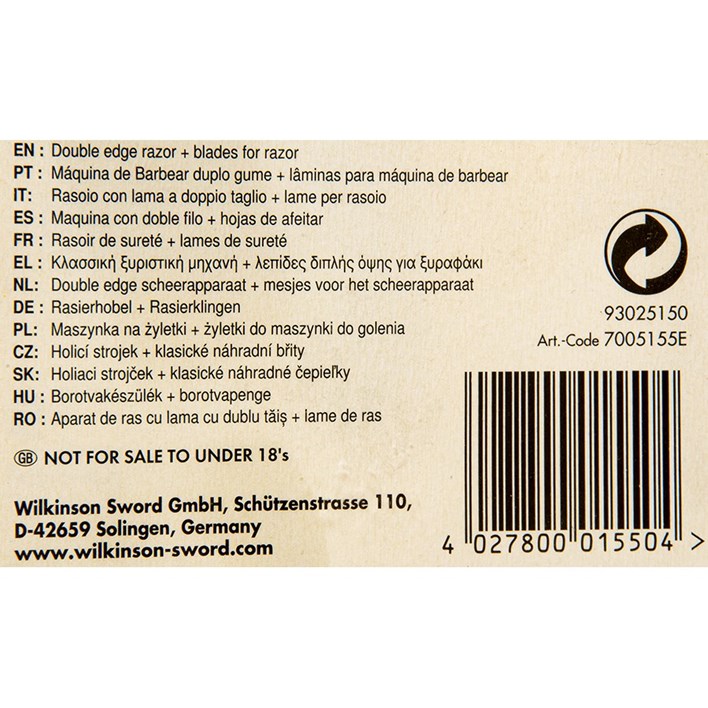 EN : Double edge razor + blades for razor
PT : Máquina de Barbear duplo gume + lâminas para máquina de barbear
IT: Rasoio con lama a doppio taglio + lame per rasoio
ES : Maquina con doble filo + hojas de afeitar
FR : Rasoir de sureté + lames de sureté
EL : Κλασσική ξυριστική μηχανή + λεπίδες διπλής όψης για ξυραφάκι
NL: Double edge scheerapparaat + mesjes voor het scheerapparaat
DE : Rasierhobel + Rasierklingen
PL: Maszynka na żyletki + żyletki do maszynki do golenia
CZ: Holicí strojek + klasické náhradní břity
SK: Holiaci strojček + klasické náhradné čepieľky
HU : Borotvakészülék + borotvapenge
RO : Aparat de ras cu lama cu dublu tăiș + lame de ras
GB NOT FOR SALE TO UNDER 18's
Wilkinson Sword GmbH, Schützenstrasse 110,
D-42659 Solingen, Germany
www.wilkinson-sword.com
93025150
Art.-Code 7005155E
4 027800 015504 >